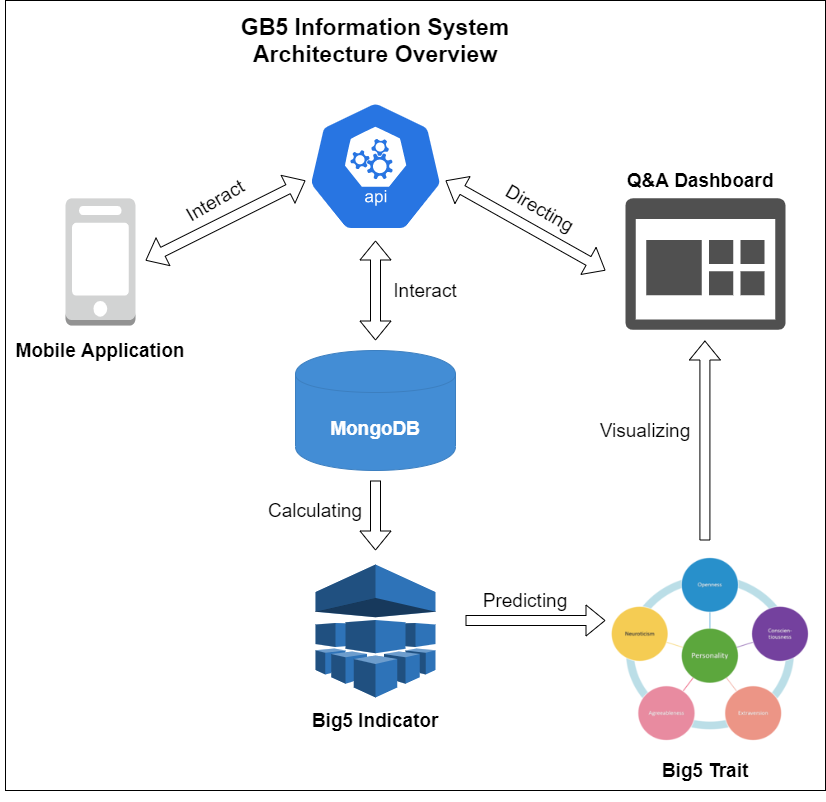 GB5 Information System
Architecture Overview
api
Interact
Directing
Q&A Dashboard
Interact
Mobile Application
MongoDB
Visualizing
Calculating
Openness
Predicting
Neuroticism
Conscien-
tiousness
Personality
Agreeableness
Extraversion
Big5 Indicator
Big5 Trait